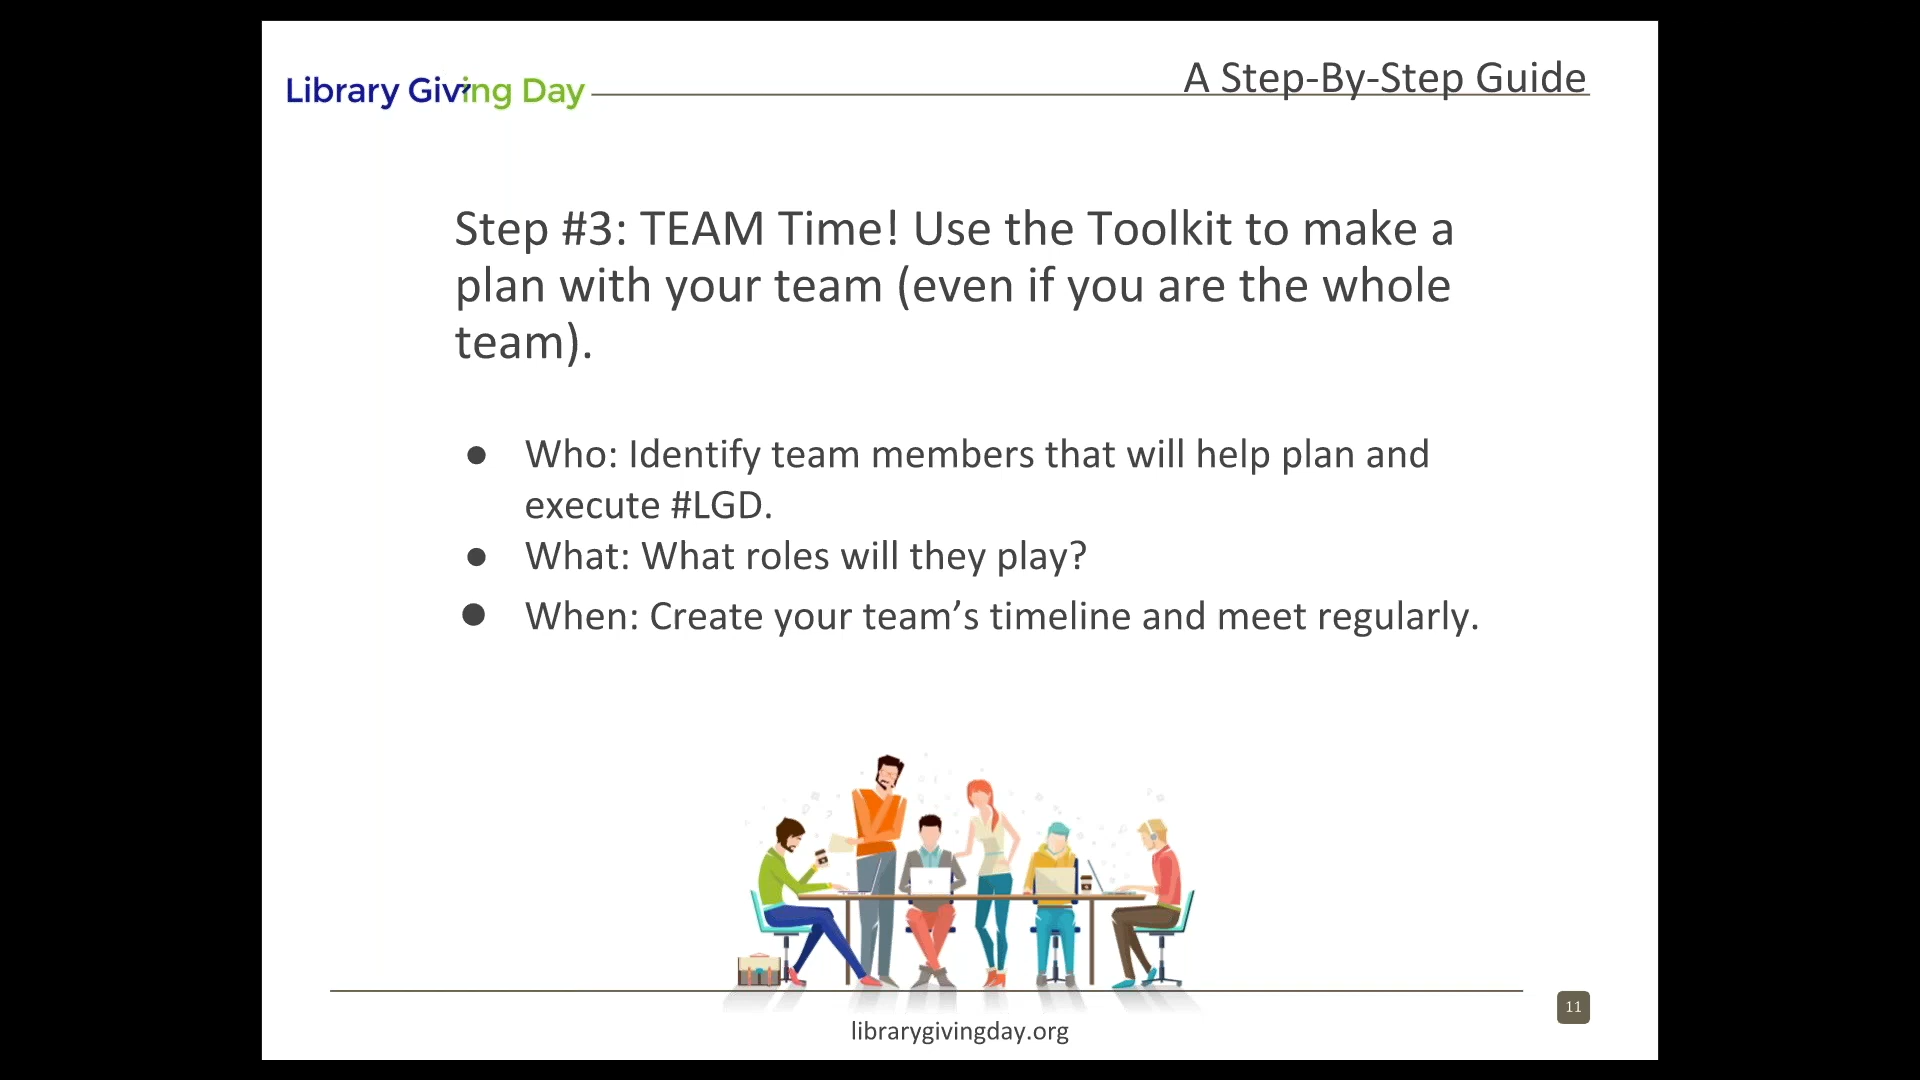 Library Giving Day
A Step-By-Step Guide
Step #3: TEAM Time! Use the Toolkit to make a
plan with your team (even if you are the whole
team).
● Who: Identify team members that will help plan and
execute #LGD.
● What: What roles will they play?
● When: Create your team’s timeline and meet regularly.
librarygivingday.org
11